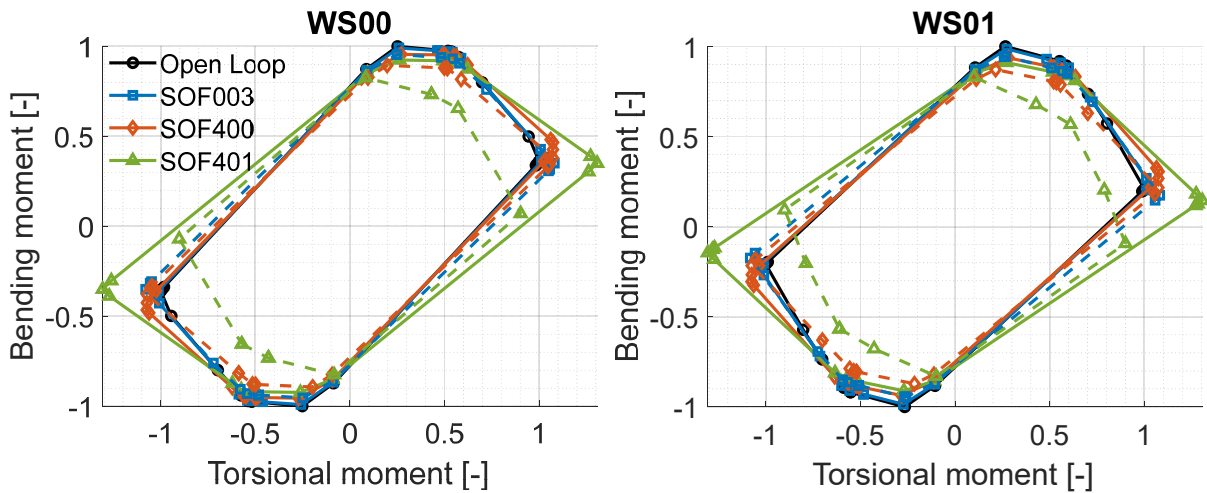 WS00
Open Loop
SOF003
SOF400
SOF401
1
0.5
0
-0.5
-1
-1
-0.5
0
0.5
1
Bending moment [-]
Torsional moment [-]
WS01
1
0.5
0
-0.5
-1
-1
-0.5
0
0.5
1
Bending moment [-]
Torsional moment [-]